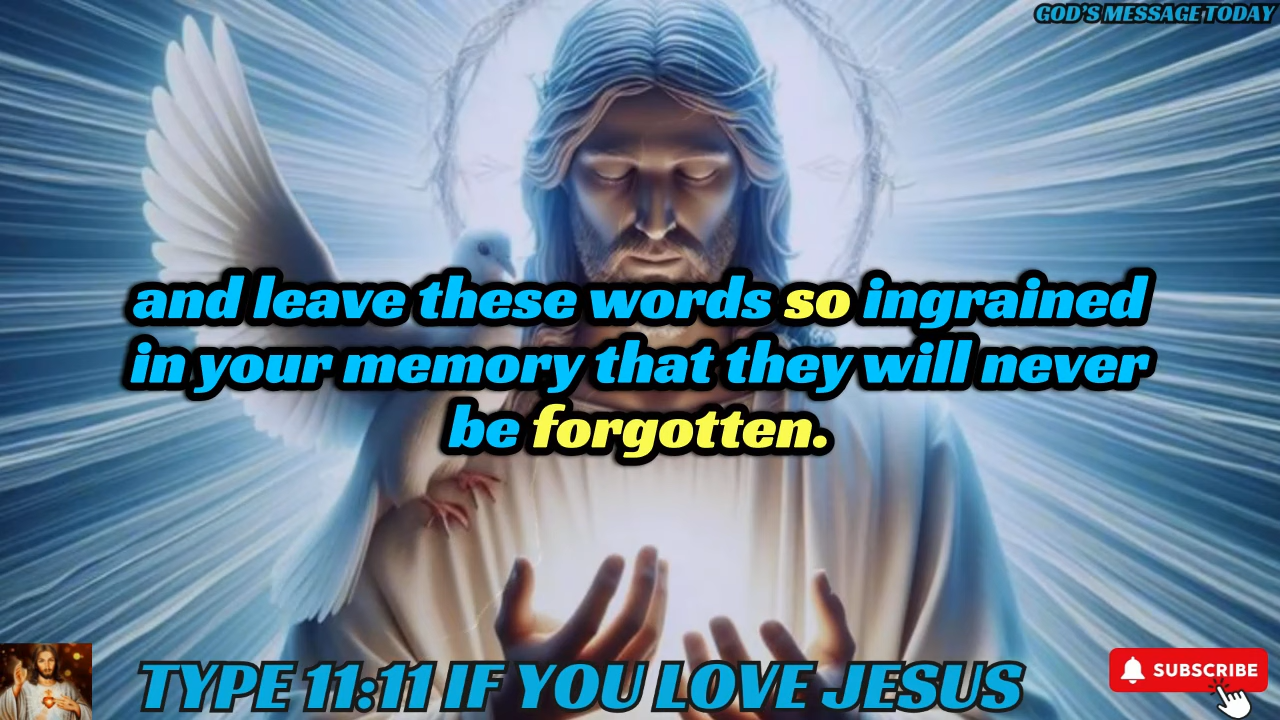 GOD'S MESSAGE TODAY
and leave these words so ingrained
in your memory that they will never
be forgotten.
TYPE 11:11 IF YOU LOVE JESUS
SUBSCRIBE